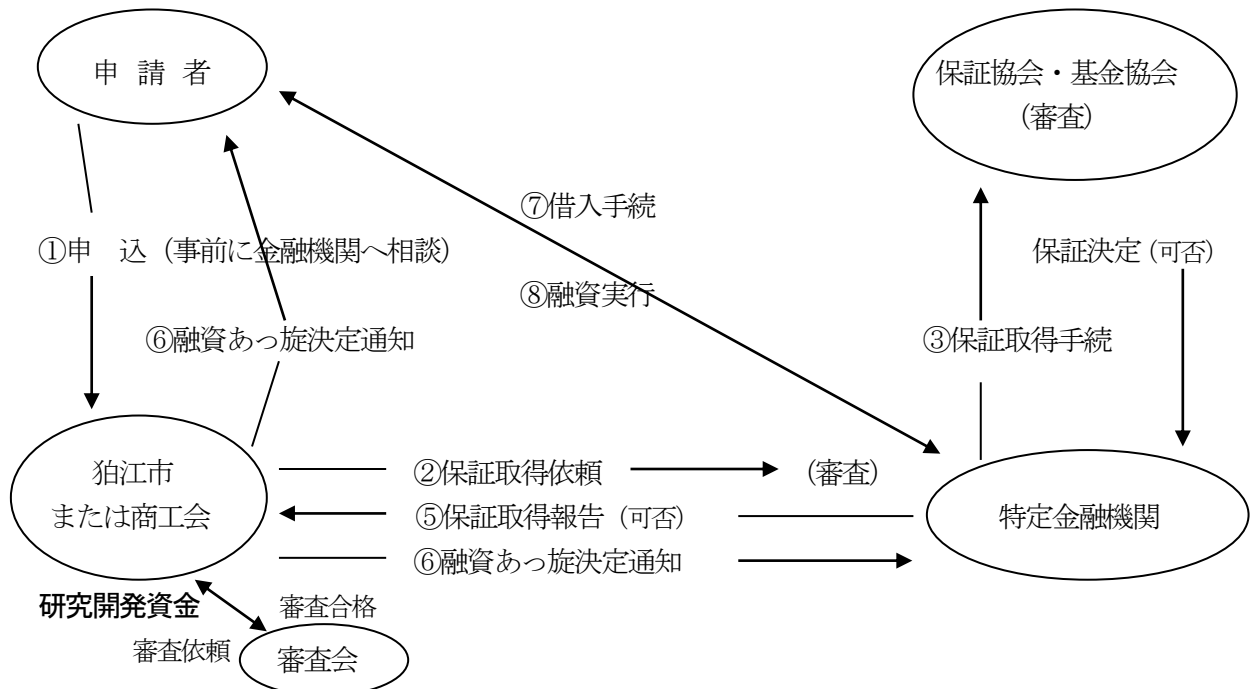 申 請 者
保証協会・基金協会
（審査）
⑦借入手続
①申　込（事前に金融機関へ相談）
保証決定（可否）
⑧融資実行
⑥融資あっ旋決定通知
③保証取得手続
狛江市
または商工会
②保証取得依頼
（審査）
⑤保証取得報告（可否）
特定金融機関
⑥融資あっ旋決定通知
研究開発資金
審査合格
審査依頼
審査会